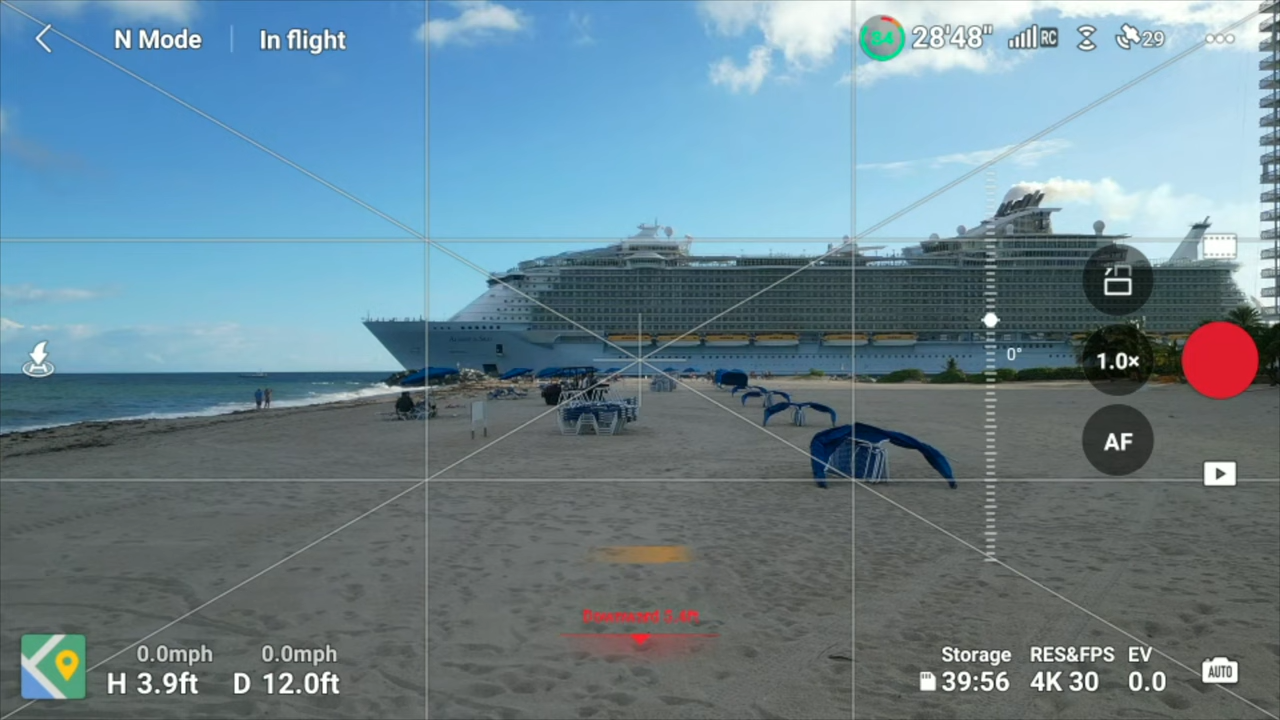 N Mode
In flight
28'48"
RC
29
0°
1.0×
AF
0.0mph
0.0mph
H 3.9ft
D 12.0ft
Storage
RES&FPS
EV
39:56
4K 30
0.0
AUTO